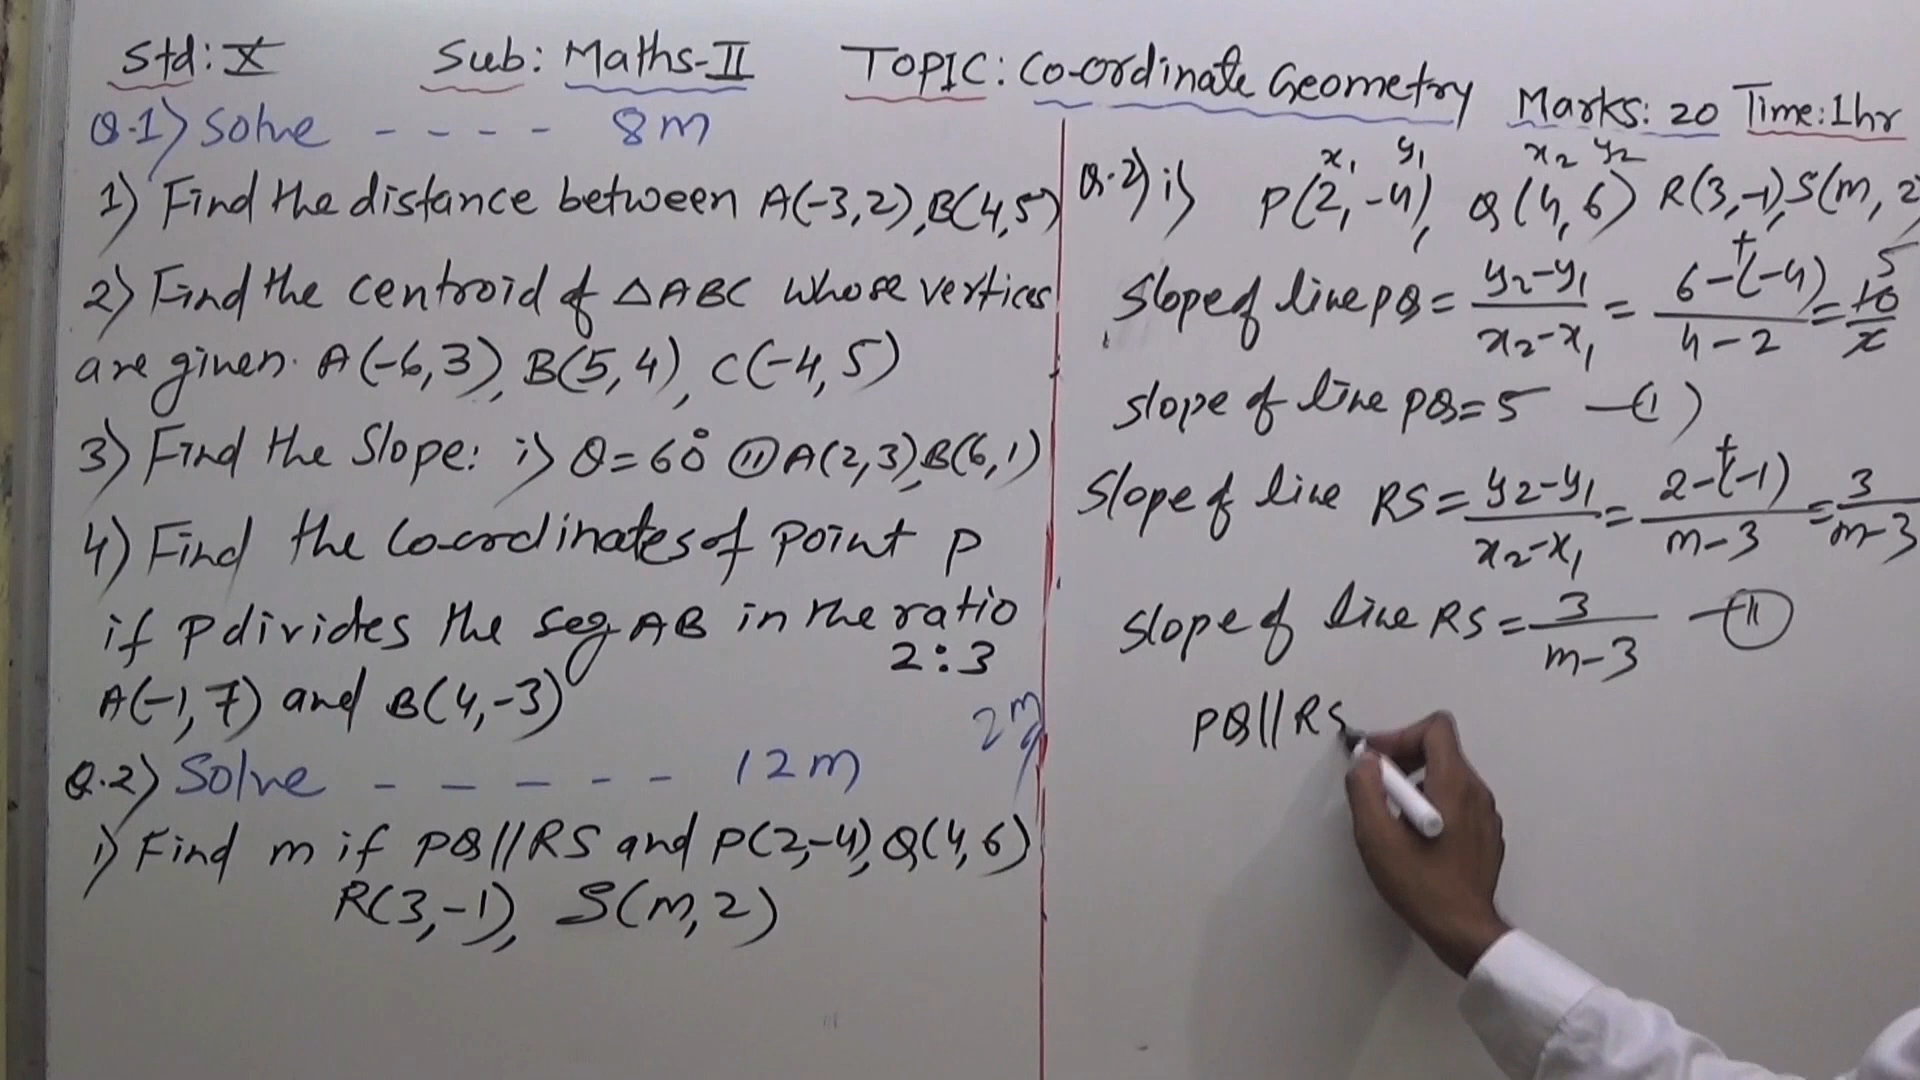 Std: X Sub: Maths-II TOPIC: Co-ordinate Geometry Marks: 20 Time: 1hr
Q.1) Solve - - - - 8m
1) Find the distance between A(-3,2), B(4,5)
2) Find the centroid of △ABC whose vertices
are given. A(-6,3), B(5,4), C(-4,5)
3) Find the Slope: i) θ=60° (ii) A(2,3), B(6,1)
4) Find the Co-ordinates of point P
if P divides the seg AB in the ratio
2:3
A(-1,7) and B(4,-3)
2m
Q.2) Solve - - - - - - 12m
i) Find m if PQ//RS and P(2,-4), Q(4,6)
R(3,-1), S(m,2)
x₁ y₁ x₂ y₂
Q.2) i) P(2,-4), Q(4,6) R(3,-1), S(m,2)
Slope of line PQ = y₂-y₁/x₂-x₁ = 6-(-4)/4-2 = 10/2 5
Slope of line PQ = 5 —(1)
Slope of line RS = y₂-y₁/x₂-x₁ = 2-(-1)/m-3 = 3/m-3
Slope of line RS = 3/m-3 —(II)
PQ//RS